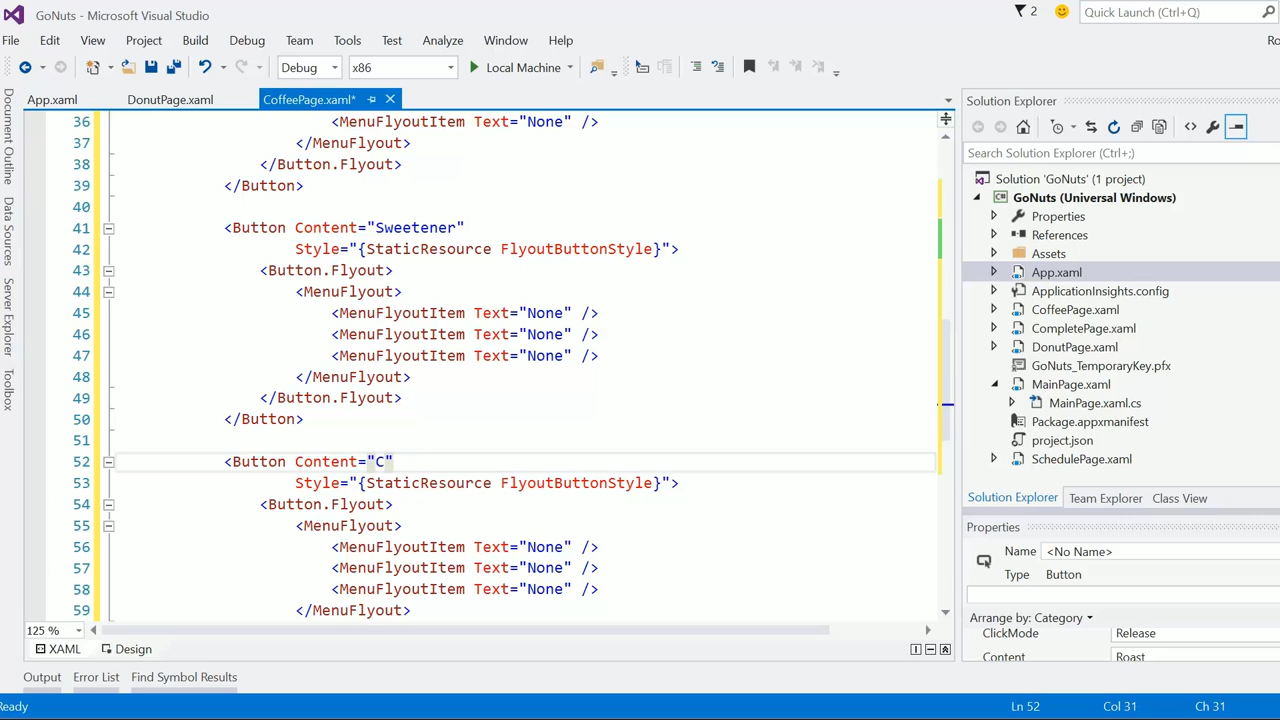 GoNuts - Microsoft Visual Studio
2
Quick Launch (Ctrl+Q)
File Edit View Project Build Debug Team Tools Test Analyze Window Help
Ro
Debug x86 Local Machine
App.xaml DonutPage.xaml CoffeePage.xaml*
Document Outline
Data Sources
Server Explorer
Toolbox
36 <MenuFlyoutItem Text="None" />
37 </MenuFlyout>
38 </Button.Flyout>
39 </Button>
40
41 <Button Content="Sweetener"
42 Style="{StaticResource FlyoutButtonStyle}">
43 <Button.Flyout>
44 <MenuFlyout>
45 <MenuFlyoutItem Text="None" />
46 <MenuFlyoutItem Text="None" />
47 <MenuFlyoutItem Text="None" />
48 </MenuFlyout>
49 </Button.Flyout>
50 </Button>
51
52 <Button Content="C"
53 Style="{StaticResource FlyoutButtonStyle}">
54 <Button.Flyout>
55 <MenuFlyout>
56 <MenuFlyoutItem Text="None" />
57 <MenuFlyoutItem Text="None" />
58 <MenuFlyoutItem Text="None" />
59 </MenuFlyout>
125 %
XAML Design
Output Error List Find Symbol Results
Solution Explorer
Search Solution Explorer (Ctrl+;)
Solution 'GoNuts' (1 project)
GoNuts (Universal Windows)
Properties
References
Assets
App.xaml
ApplicationInsights.config
CoffeePage.xaml
CompletePage.xaml
DonutPage.xaml
GoNuts_TemporaryKey.pfx
MainPage.xaml
MainPage.xaml.cs
Package.appxmanifest
project.json
SchedulePage.xaml
Solution Explorer Team Explorer Class View
Properties
Name <No Name>
Type Button
Arrange by: Category
ClickMode Release
Content Roast
Ready Ln 52 Col 31 Ch 31